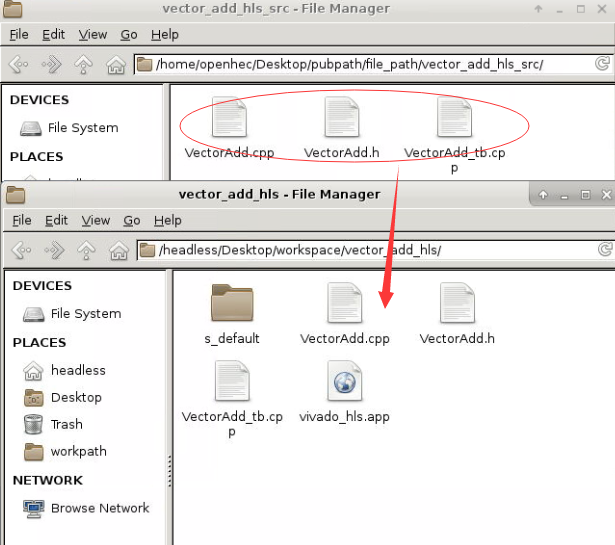 vector_add_hls_src - File Manager
File Edit View Go Help
/home/openhec/Desktop/pubpath/file_path/vector_add_hls_src/
DEVICES
File System
PLACES
VectorAdd.cpp
VectorAdd.h
VectorAdd_tb.cp
p
vector_add_hls - File Manager
File Edit View Go Help
/headless/Desktop/workspace/vector_add_hls/
DEVICES
File System
PLACES
headless
Desktop
Trash
workpath
NETWORK
Browse Network
s_default
VectorAdd.cpp
VectorAdd.h
VectorAdd_tb.cp
p
vivado_hls.app